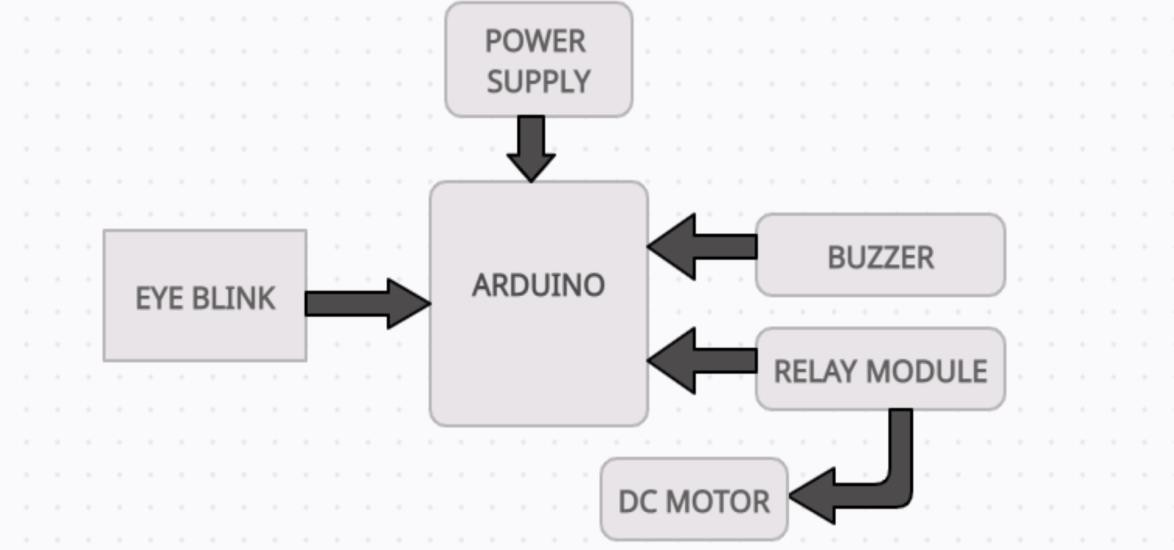 POWER
SUPPLY
EYE BLINK
ARDUINO
BUZZER
RELAY MODULE
DC MOTOR